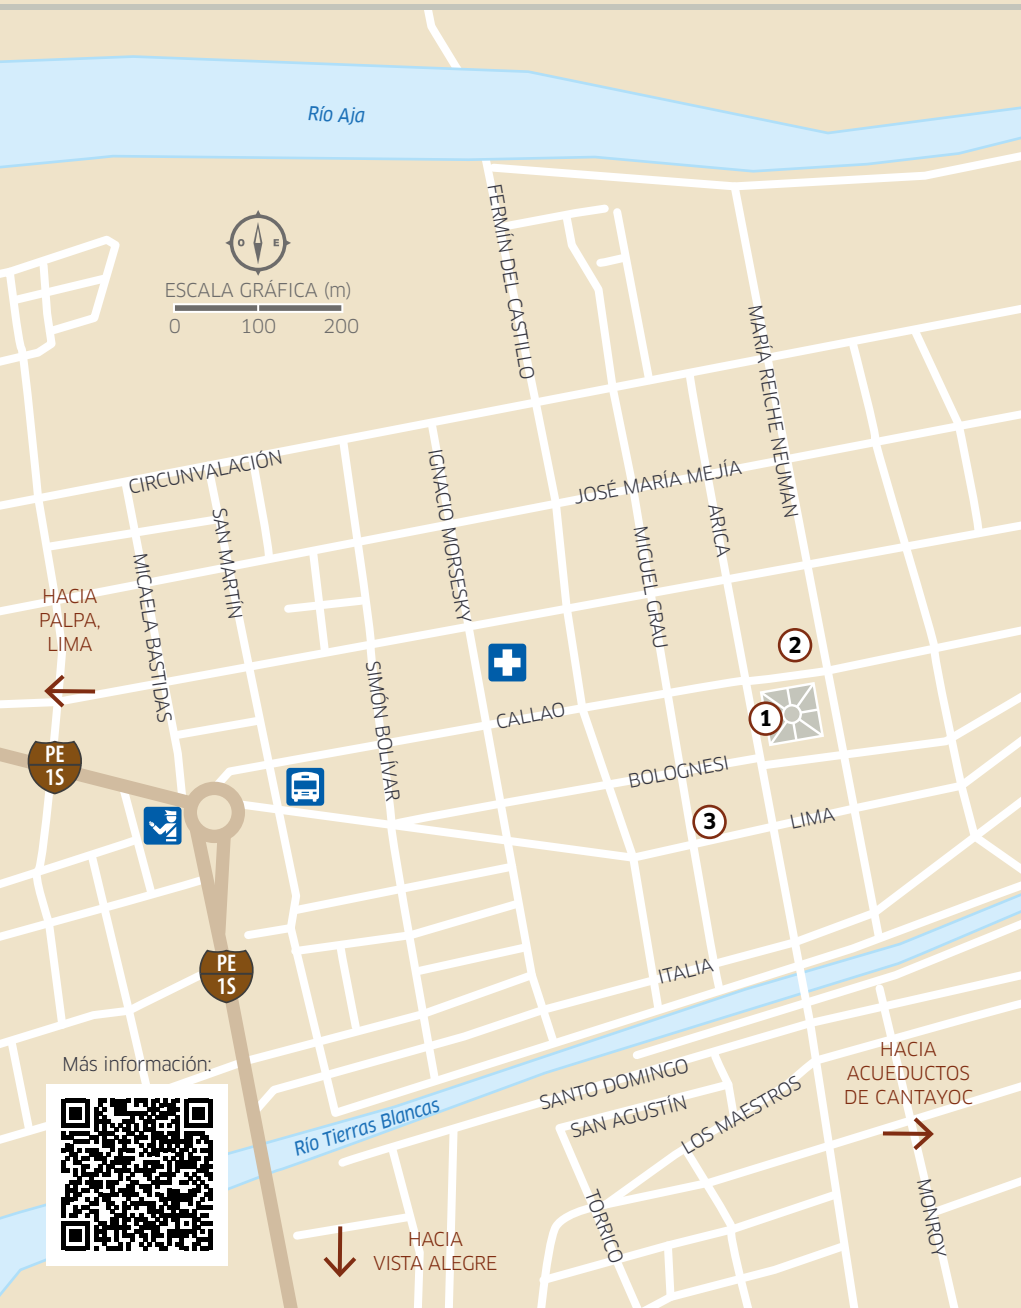 Río Aja
FERMÍN DEL CASTILLO
O E
ESCALA GRÁFICA (m)
0 100 200
MARÍA REICHE NEUMAN
CIRCUNVALACIÓN
IGNACIO MORSESKY
JOSÉ MARÍA MEJÍA
SAN MARTÍN
ARICA
MIGUEL GRAU
MICAELA BASTIDAS
HACIA
PALPA,
LIMA
2
SIMÓN BOLÍVAR
CALLAO
1
PE
1S
BOLOGNESI
3
LIMA
PE
1S
ITALIA
Más información:
HACIA
ACUEDUCTOS
DE CANTAYOC
SANTO DOMINGO
SAN AGUSTÍN
LOS MAESTROS
Río Tierras Blancas
TORRICO
MONROY
HACIA
VISTA ALEGRE